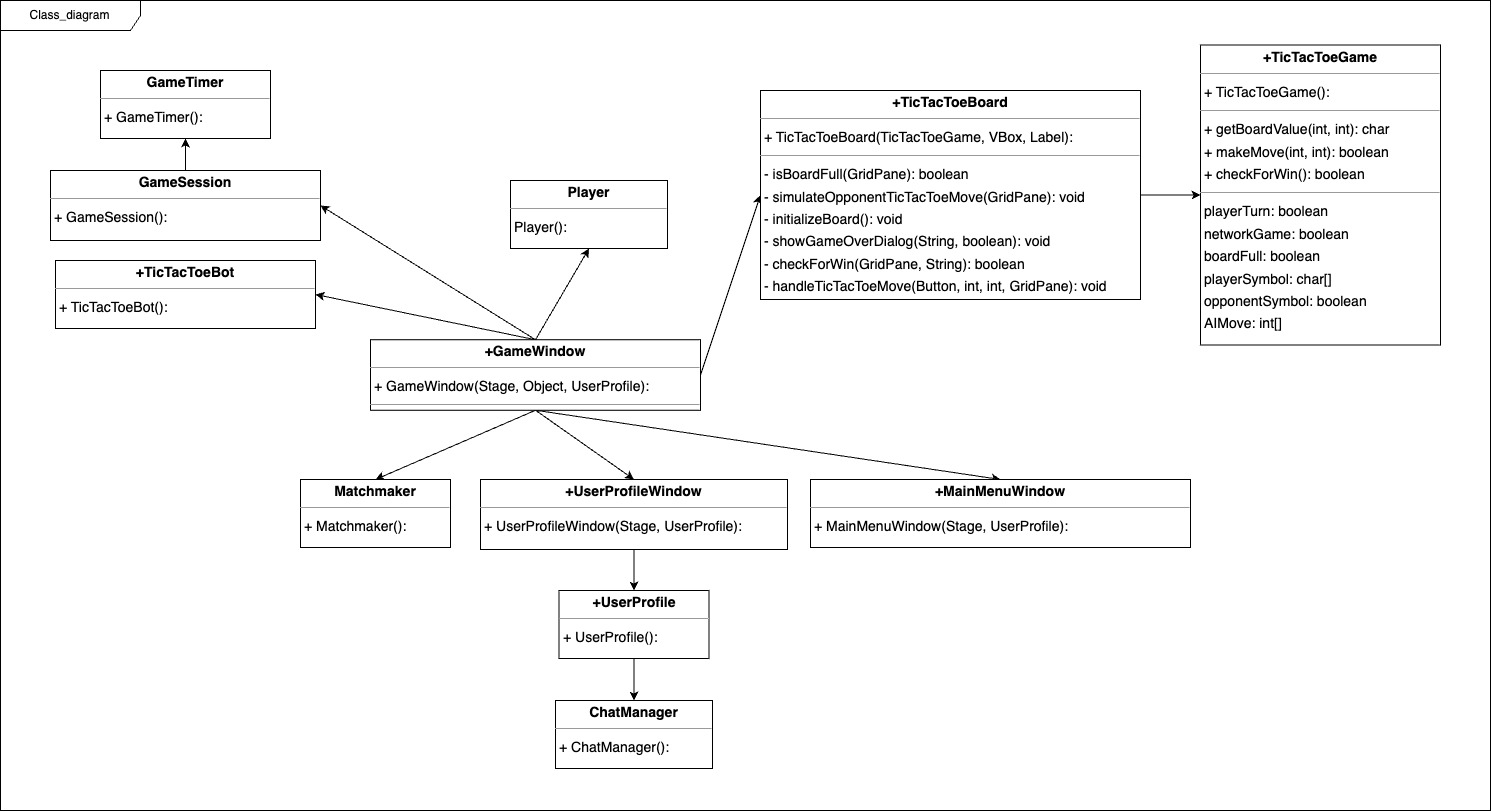 Class_diagram
GameTimer
+ GameTimer():
GameSession
+ GameSession():
+TicTacToeBot
+ TicTacToeBot():
Player
Player():
+GameWindow
+ GameWindow(Stage, Object, UserProfile):
+TicTacToeBoard
+ TicTacToeBoard(TicTacToeGame, VBox, Label):
- isBoardFull(GridPane): boolean
- simulateOpponentTicTacToeMove(GridPane): void
- initializeBoard(): void
- showGameOverDialog(String, boolean): void
- checkForWin(GridPane, String): boolean
- handleTicTacToeMove(Button, int, int, GridPane): void
+TicTacToeGame
+ TicTacToeGame():
+ getBoardValue(int, int): char
+ makeMove(int, int): boolean
+ checkForWin(): boolean
playerTurn: boolean
networkGame: boolean
boardFull: boolean
playerSymbol: char[]
opponentSymbol: boolean
AIMove: int[]
Matchmaker
+ Matchmaker():
+UserProfileWindow
+ UserProfileWindow(Stage, UserProfile):
+MainMenuWindow
+ MainMenuWindow(Stage, UserProfile):
+UserProfile
+ UserProfile():
ChatManager
+ ChatManager():